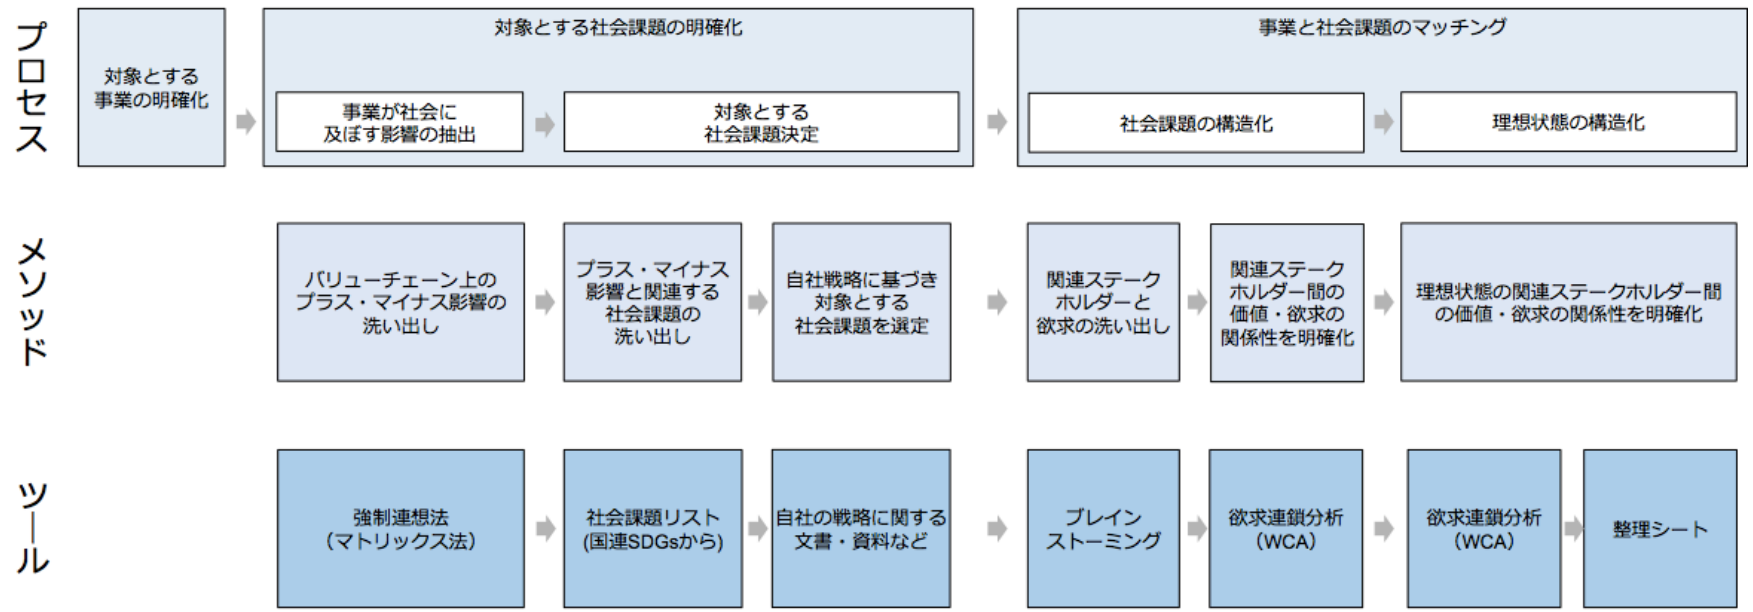 プロセス
対象とする
事業の明確化
対象とする社会課題の明確化
事業が社会に
及ぼす影響の抽出
対象とする
社会課題決定
事業と社会課題のマッチング
社会課題の構造化
理想状態の構造化
メソッド
バリューチェーン上の
プラス・マイナス影響の
洗い出し
プラス・マイナス
影響と関連する
社会課題の
洗い出し
自社戦略に基づき
対象とする
社会課題を選定
関連ステーク
ホルダーと
欲求の洗い出し
関連ステーク
ホルダー間の
価値・欲求の
関係性を明確化
理想状態の関連ステークホルダー間
の価値・欲求の関係性を明確化
ツール
強制連想法
（マトリックス法）
社会課題リスト
(国連SDGsから)
自社の戦略に関する
文書・資料など
ブレイン
ストーミング
欲求連鎖分析
（WCA）
欲求連鎖分析
（WCA）
整理シート